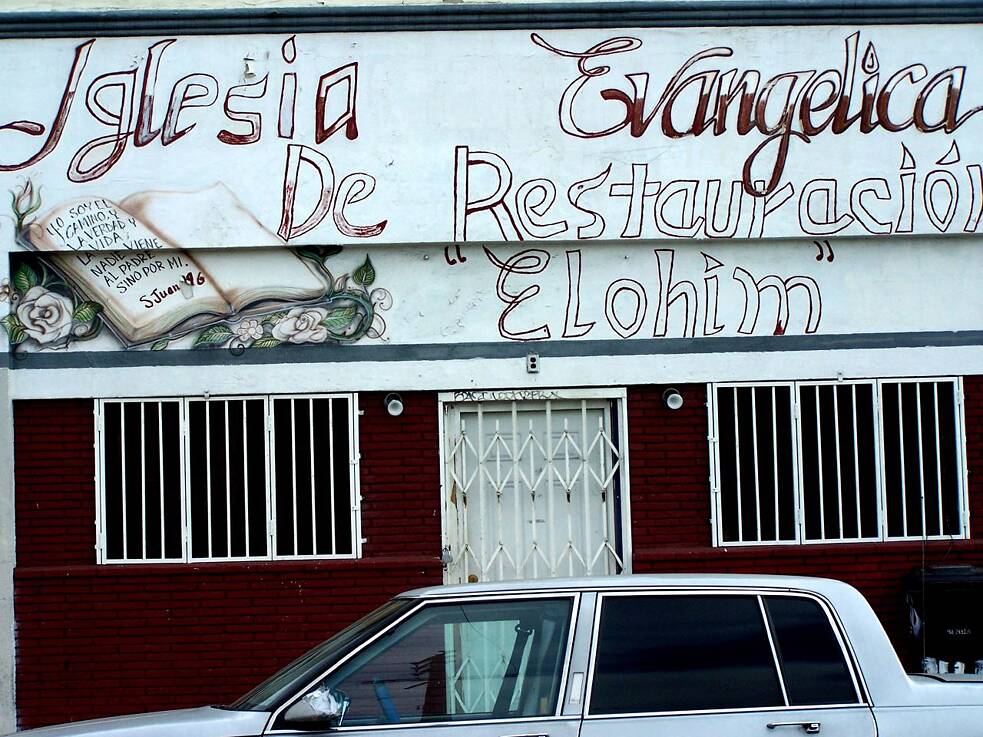 Iglesia Evangelica
De Restauración
"Elohim"
YO SOY EL
CAMINO, Y
LA VERDAD Y
LA VIDA,
NADIE VIENE
AL PADRE
SINO POR MI.
S Juan 14 6